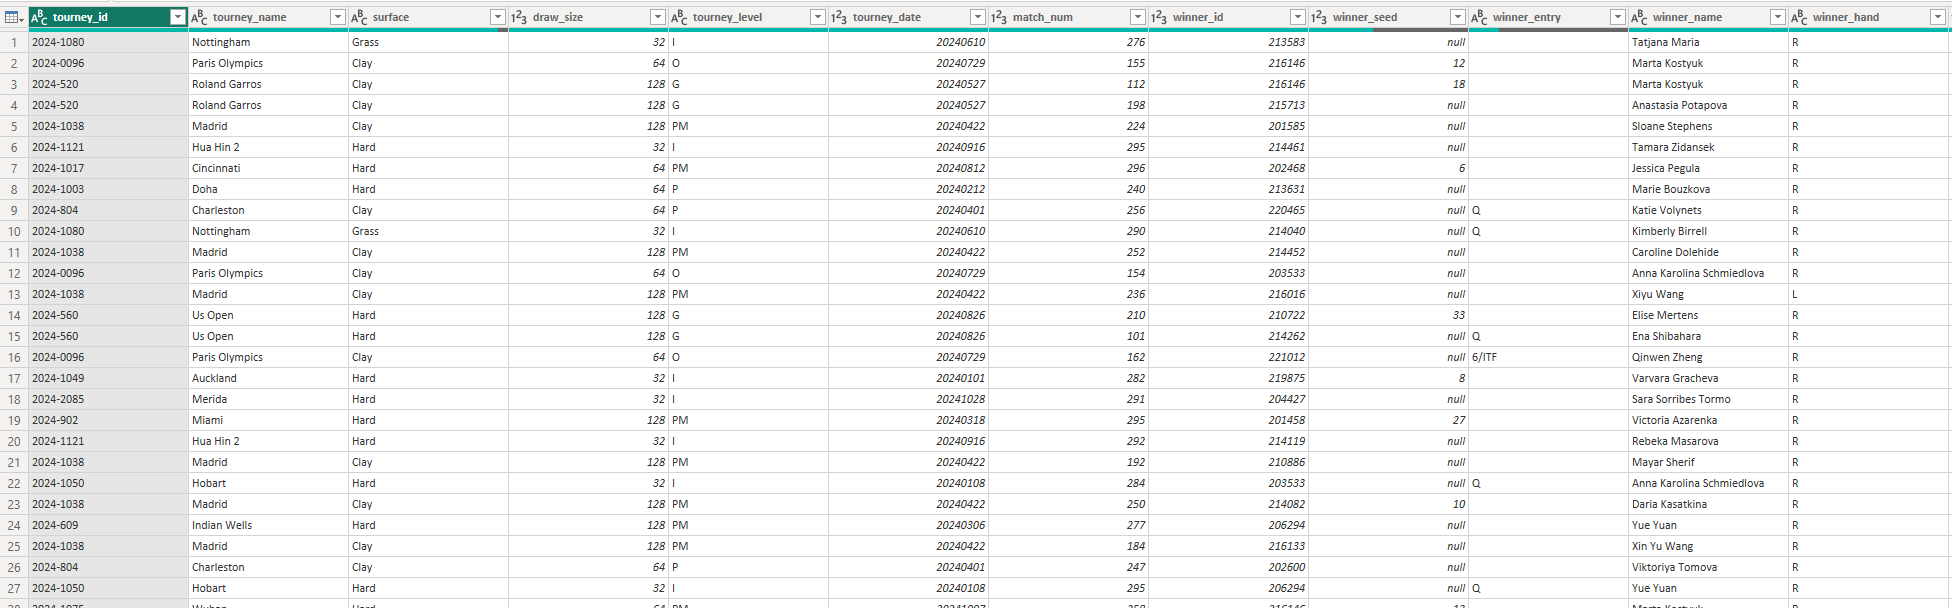 ABC tourney_id ABC tourney_name ABC surface 123 draw_size ABC tourney_level 123 tourney_date 123 match_num 123 winner_id 123 winner_seed ABC winner_entry ABC winner_name ABC winner_hand
1 2024-1080 Nottingham Grass 32 I 20240610 276 213583 null Tatjana Maria R
2 2024-0096 Paris Olympics Clay 64 O 20240729 155 216146 12 Marta Kostyuk R
3 2024-520 Roland Garros Clay 128 G 20240527 112 216146 18 Marta Kostyuk R
4 2024-520 Roland Garros Clay 128 G 20240527 198 215713 null Anastasia Potapova R
5 2024-1038 Madrid Clay 128 PM 20240422 224 201585 null Sloane Stephens R
6 2024-1121 Hua Hin 2 Hard 32 I 20240916 295 214461 null Tamara Zidansek R
7 2024-1017 Cincinnati Hard 64 PM 20240812 296 202468 6 Jessica Pegula R
8 2024-1003 Doha Hard 64 P 20240212 240 213631 null Marie Bouzkova R
9 2024-804 Charleston Clay 64 P 20240401 256 220465 null Q Katie Volynets R
10 2024-1080 Nottingham Grass 32 I 20240610 290 214040 null Q Kimberly Birrell R
11 2024-1038 Madrid Clay 128 PM 20240422 252 214452 null Caroline Dolehide R
12 2024-0096 Paris Olympics Clay 64 O 20240729 154 203533 null Anna Karolina Schmiedlova R
13 2024-1038 Madrid Clay 128 PM 20240422 236 216016 null Xiyu Wang L
14 2024-560 Us Open Hard 128 G 20240826 210 210722 33 Elise Mertens R
15 2024-560 Us Open Hard 128 G 20240826 101 214262 null Q Ena Shibahara R
16 2024-0096 Paris Olympics Clay 64 O 20240729 162 221012 null 6/ITF Qinwen Zheng R
17 2024-1049 Auckland Hard 32 I 20240101 282 219875 8 Varvara Gracheva R
18 2024-2085 Merida Hard 32 I 20241028 291 204427 null Sara Sorribes Tormo R
19 2024-902 Miami Hard 128 PM 20240318 295 201458 27 Victoria Azarenka R
20 2024-1121 Hua Hin 2 Hard 32 I 20240916 292 214119 null Rebeka Masarova R
21 2024-1038 Madrid Clay 128 PM 20240422 192 210886 null Mayar Sherif R
22 2024-1050 Hobart Hard 32 I 20240108 284 203533 null Q Anna Karolina Schmiedlova R
23 2024-1038 Madrid Clay 128 PM 20240422 250 214082 10 Daria Kasatkina R
24 2024-609 Indian Wells Hard 128 PM 20240306 277 206294 null Yue Yuan R
25 2024-1038 Madrid Clay 128 PM 20240422 184 216133 null Xin Yu Wang R
26 2024-804 Charleston Clay 64 P 20240401 247 202600 null Viktoriya Tomova R
27 2024-1050 Hobart Hard 32 I 20240108 295 206294 null Q Yue Yuan R